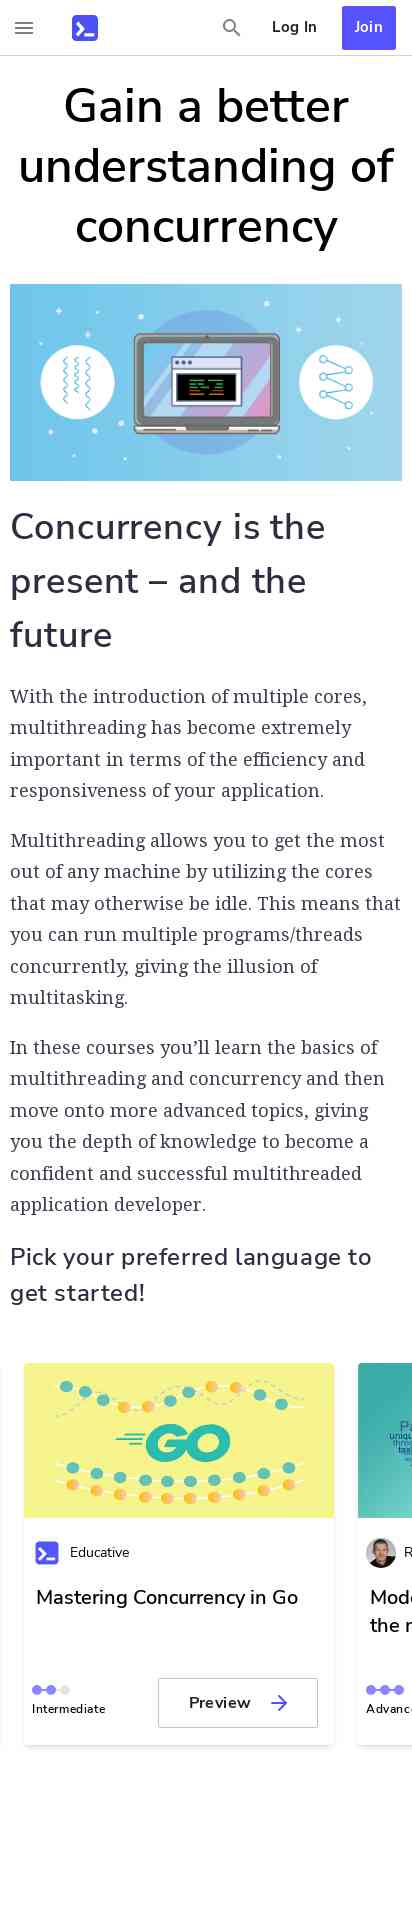 Log In
Join
Gain a better
understanding of
concurrency
Concurrency is the
present – and the
future
With the introduction of multiple cores,
multithreading has become extremely
important in terms of the efficiency and
responsiveness of your application.
Multithreading allows you to get the most
out of any machine by utilizing the cores
that may otherwise be idle. This means that
you can run multiple programs/threads
concurrently, giving the illusion of
multitasking.
In these courses you’ll learn the basics of
multithreading and concurrency and then
move onto more advanced topics, giving
you the depth of knowledge to become a
confident and successful multithreaded
application developer.
Pick your preferred language to
get started!
GO
Educative
Mastering Concurrency in Go
Intermediate
Preview